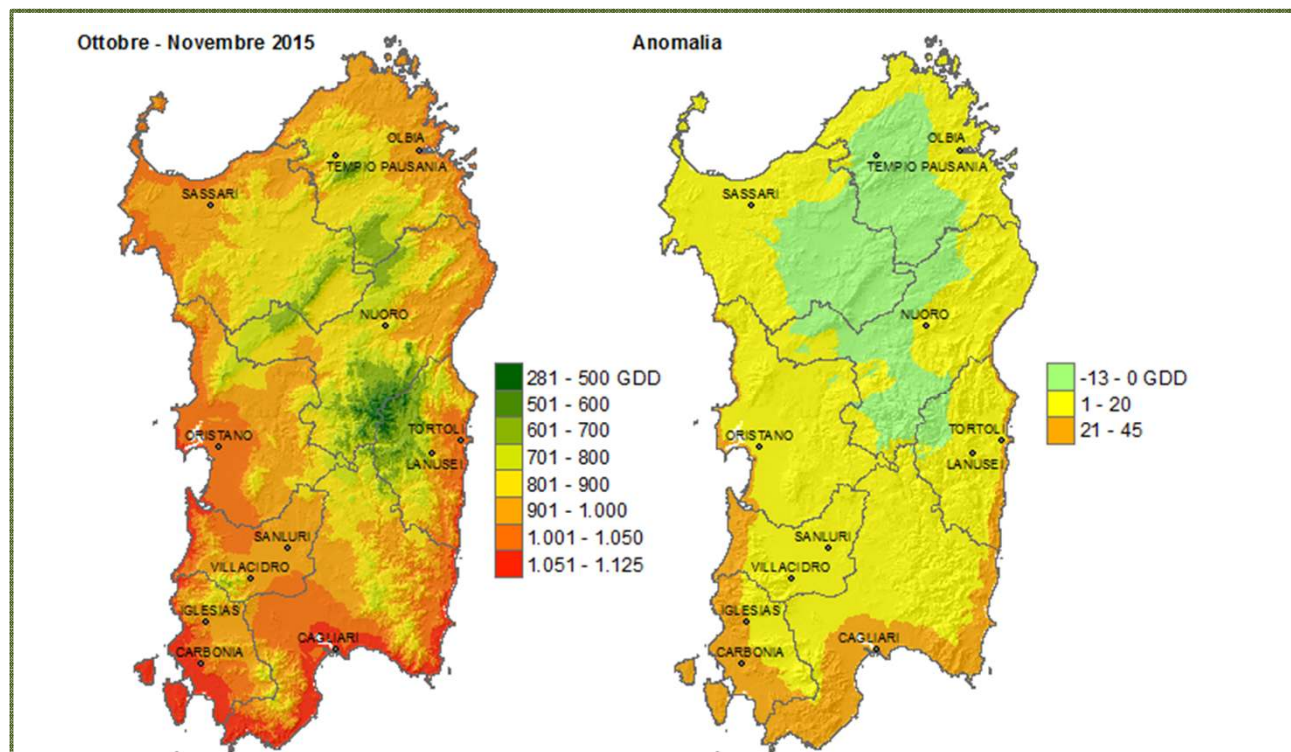 Ottobre - Novembre 2015
OLBIA
TEMPIO PAUSANIA
SASSARI
NUORO
ORISTANO
TORTOLI
LANUSEI
SANLURI
VILLACIDRO
IGLESIAS
CARBONIA
CAGLIARI
281 - 500 GDD
501 - 600
601 - 700
701 - 800
801 - 900
901 - 1.000
1.001 - 1.050
1.051 - 1.125
Anomalia
OLBIA
TEMPIO PAUSANIA
SASSARI
NUORO
ORISTANO
TORTOLI
LANUSEI
SANLURI
VILLACIDRO
IGLESIAS
CARBONIA
CAGLIARI
-13 - 0 GDD
1 - 20
21 - 45